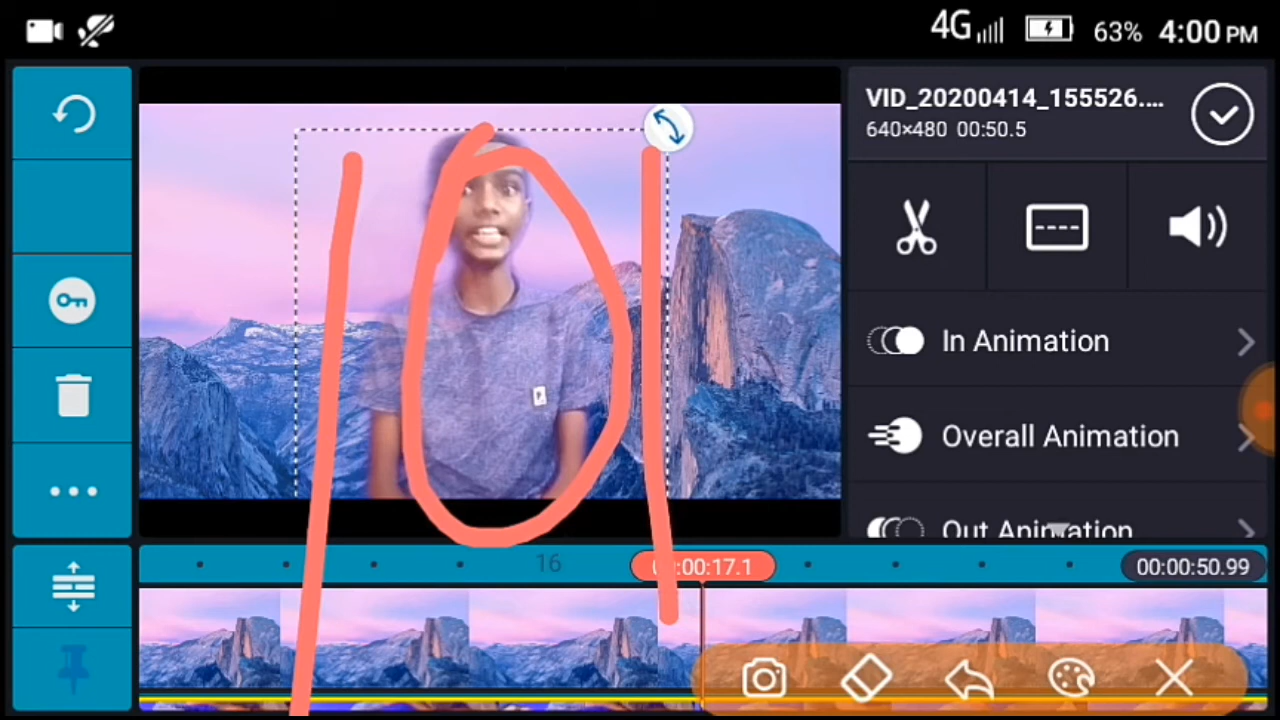 4G 63% 4:00 PM
VID_20200414_155526....
640×480 00:50.5
In Animation
Overall Animation
Out Animation
16
:00:17.1
00:00:50.99